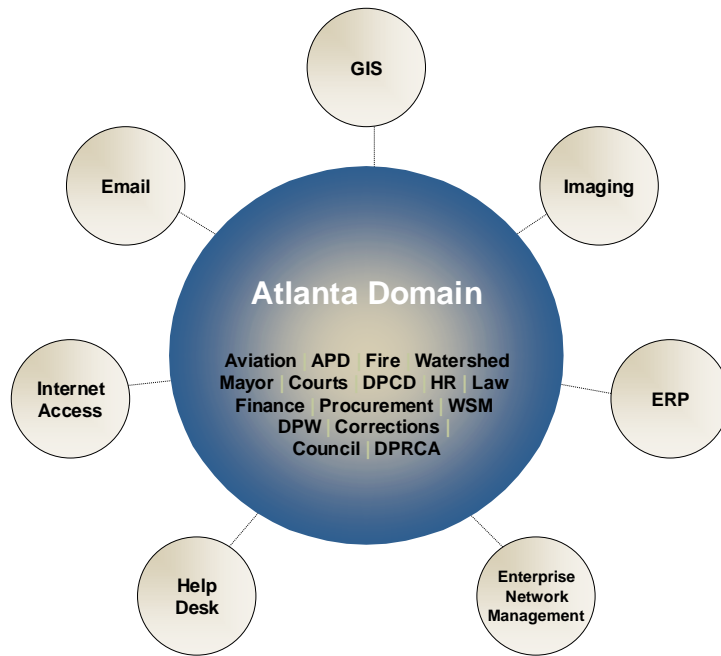 GIS
Email
Imaging
Atlanta Domain
Aviation | APD | Fire Watershed
Mayor | Courts | DPCD | HR | Law
Finance | Procurement | WSM
DPW | Corrections |
Council | DPRCA
Internet
Access
ERP
Help
Desk
Enterprise
Network
Management